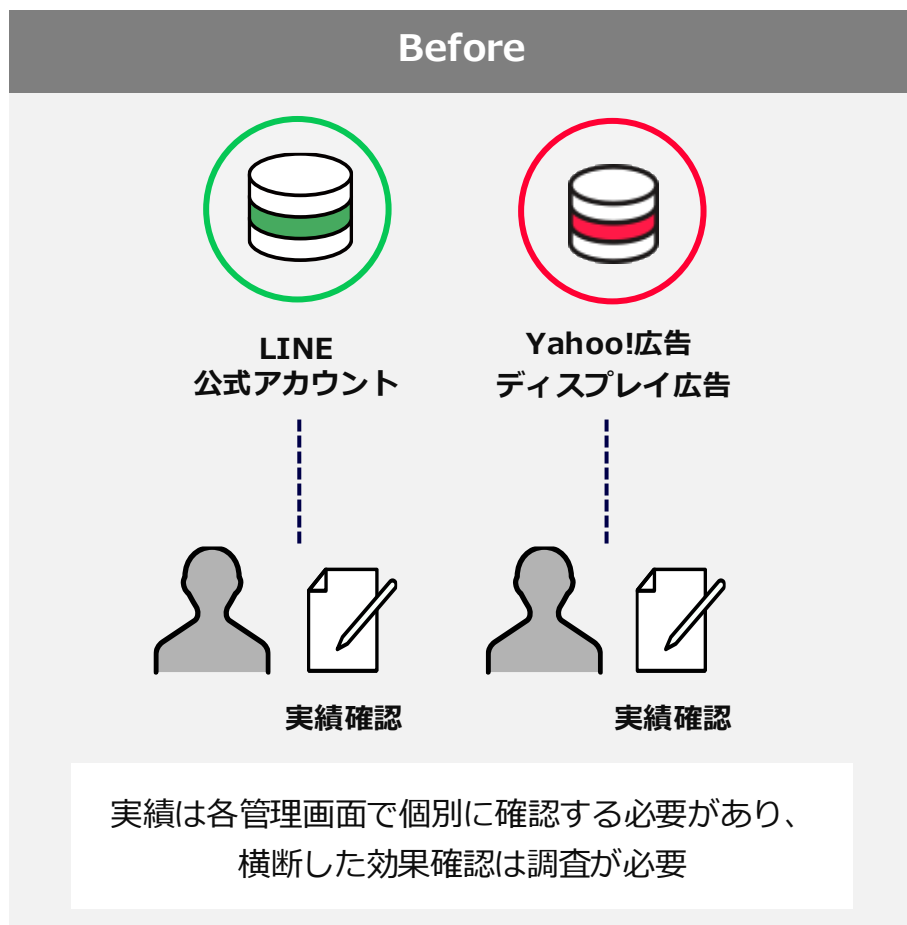 Before
LINE
公式アカウント
Yahoo!広告
ディスプレイ広告
実績確認
実績確認
実績は各管理画面で個別に確認する必要があり、
横断した効果確認は調査が必要